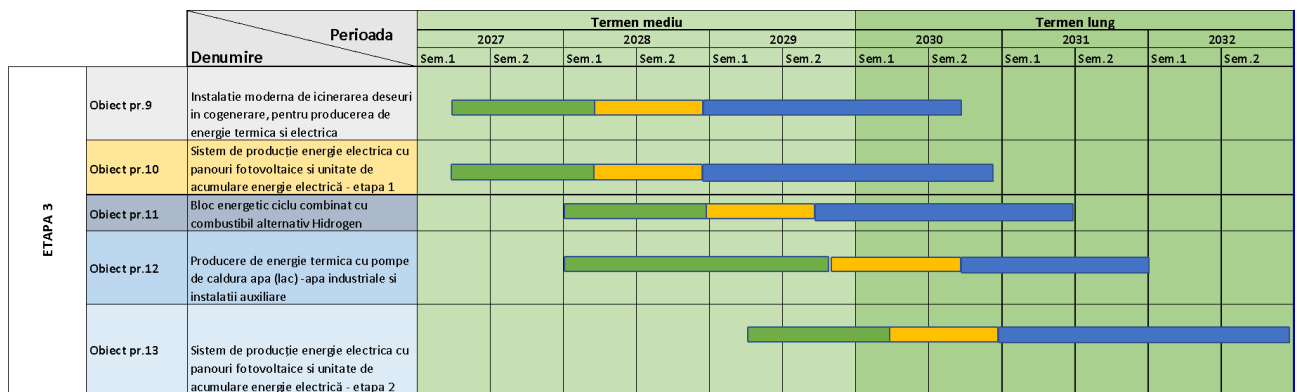 Perioada
Denumire
Termen mediu
Termen lung
2027
2028
2029
2030
2031
2032
Sem.1
Sem.2
Sem.1
Sem.2
Sem.1
Sem.2
Sem.1
Sem.2
Sem.1
Sem.2
Sem.1
Sem.2
ETAPA 3
Obiect pr.9
Instalatie moderna de icinerarea deseuri
in cogenerare, pentru producerea de
energie termica si electrica
Obiect pr.10
Sistem de producție energie electrica cu
panouri fotovoltaice si unitate de
acumulare energie electrică - etapa 1
Obiect pr.11
Bloc energetic ciclu combinat cu
combustibil alternativ Hidrogen
Obiect pr.12
Producere de energie termica cu pompe
de caldura apa (lac) -apa industriale si
instalatii auxiliare
Obiect pr.13
Sistem de producție energie electrica cu
panouri fotovoltaice si unitate de
acumulare energie electrică - etapa 2